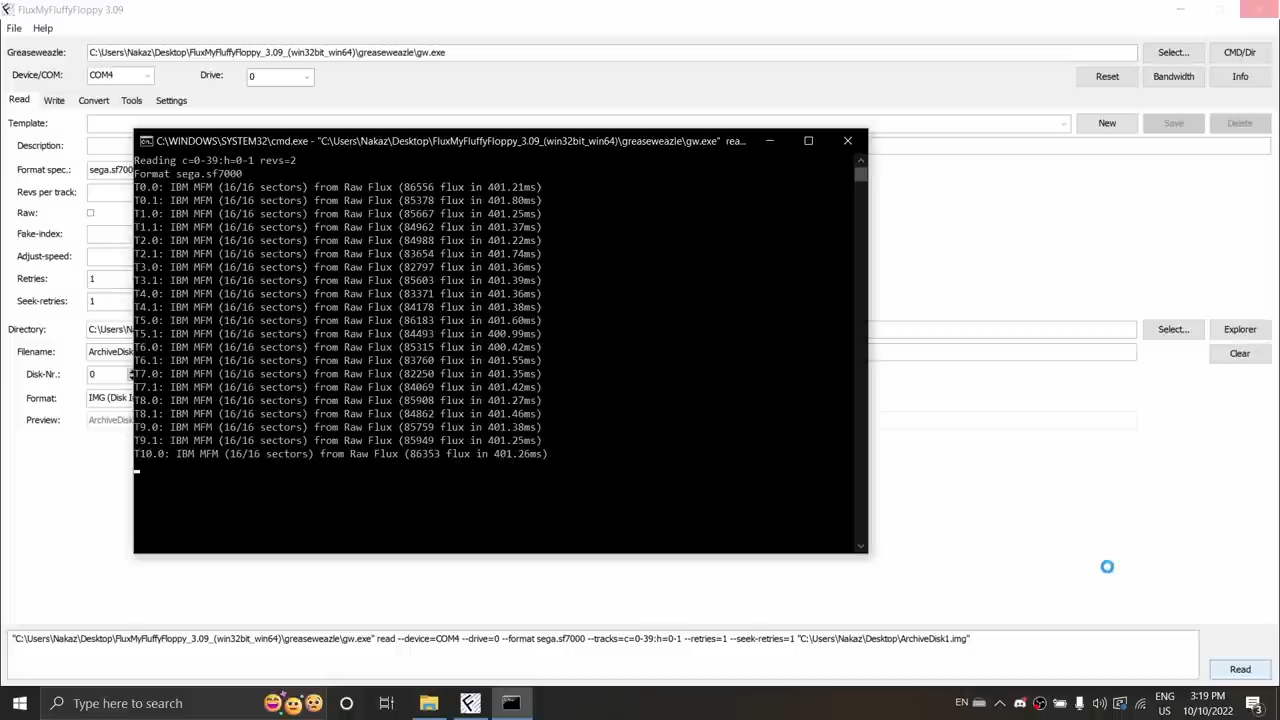 FluxMyFluffyFloppy 3.09
File Help
Greaseweazle: C:\Users\Nakaz\Desktop\FluxMyFluffyFloppy_3.09_(win32bit_win64)\greaseweazle\gw.exe Select... CMD/Dir
Device/COM: COM4 Drive: 0 Reset Bandwidth Info
Read Write Convert Tools Settings
Template: New Save Delete
Description:
Format spec.: sega.sf7000
Revs per track:
Raw:
Fake-index:
Adjust-speed:
Retries: 1
Seek-retries: 1
Directory: C:\Users\Na Select... Explorer
Filename: ArchiveDisk Clear
Disk-Nr.: 0
Format: IMG (Disk I
Preview: ArchiveDisk
C:\WINDOWS\SYSTEM32\cmd.exe - "C:\Users\Nakaz\Desktop\FluxMyFluffyFloppy_3.09_(win32bit_win64)\greaseweazle\gw.exe" rea...
Reading c=0-39:h=0-1 revs=2
Format sega.sf7000
T0.0: IBM MFM (16/16 sectors) from Raw Flux (86556 flux in 401.21ms)
T0.1: IBM MFM (16/16 sectors) from Raw Flux (85378 flux in 401.80ms)
T1.0: IBM MFM (16/16 sectors) from Raw Flux (85667 flux in 401.25ms)
T1.1: IBM MFM (16/16 sectors) from Raw Flux (84962 flux in 401.37ms)
T2.0: IBM MFM (16/16 sectors) from Raw Flux (84988 flux in 401.22ms)
T2.1: IBM MFM (16/16 sectors) from Raw Flux (83654 flux in 401.74ms)
T3.0: IBM MFM (16/16 sectors) from Raw Flux (82797 flux in 401.36ms)
T3.1: IBM MFM (16/16 sectors) from Raw Flux (85603 flux in 401.39ms)
T4.0: IBM MFM (16/16 sectors) from Raw Flux (83371 flux in 401.36ms)
T4.1: IBM MFM (16/16 sectors) from Raw Flux (84178 flux in 401.38ms)
T5.0: IBM MFM (16/16 sectors) from Raw Flux (86183 flux in 401.60ms)
T5.1: IBM MFM (16/16 sectors) from Raw Flux (84493 flux in 400.99ms)
T6.0: IBM MFM (16/16 sectors) from Raw Flux (85315 flux in 400.42ms)
T6.1: IBM MFM (16/16 sectors) from Raw Flux (83760 flux in 401.55ms)
T7.0: IBM MFM (16/16 sectors) from Raw Flux (82250 flux in 401.35ms)
T7.1: IBM MFM (16/16 sectors) from Raw Flux (84069 flux in 401.42ms)
T8.0: IBM MFM (16/16 sectors) from Raw Flux (85908 flux in 401.27ms)
T8.1: IBM MFM (16/16 sectors) from Raw Flux (84862 flux in 401.46ms)
T9.0: IBM MFM (16/16 sectors) from Raw Flux (85759 flux in 401.38ms)
T9.1: IBM MFM (16/16 sectors) from Raw Flux (85949 flux in 401.25ms)
T10.0: IBM MFM (16/16 sectors) from Raw Flux (86353 flux in 401.26ms)
"C:\Users\Nakaz\Desktop\FluxMyFluffyFloppy_3.09_(win32bit_win64)\greaseweazle\gw.exe" read --device=COM4 --drive=0 --format sega.sf7000 --tracks=c=0-39:h=0-1 --retries=1 --seek-retries=1 "C:\Users\Nakaz\Desktop\ArchiveDisk1.img"
Read
Type here to search
EN
ENG
US
3:19 PM
10/10/2022
3